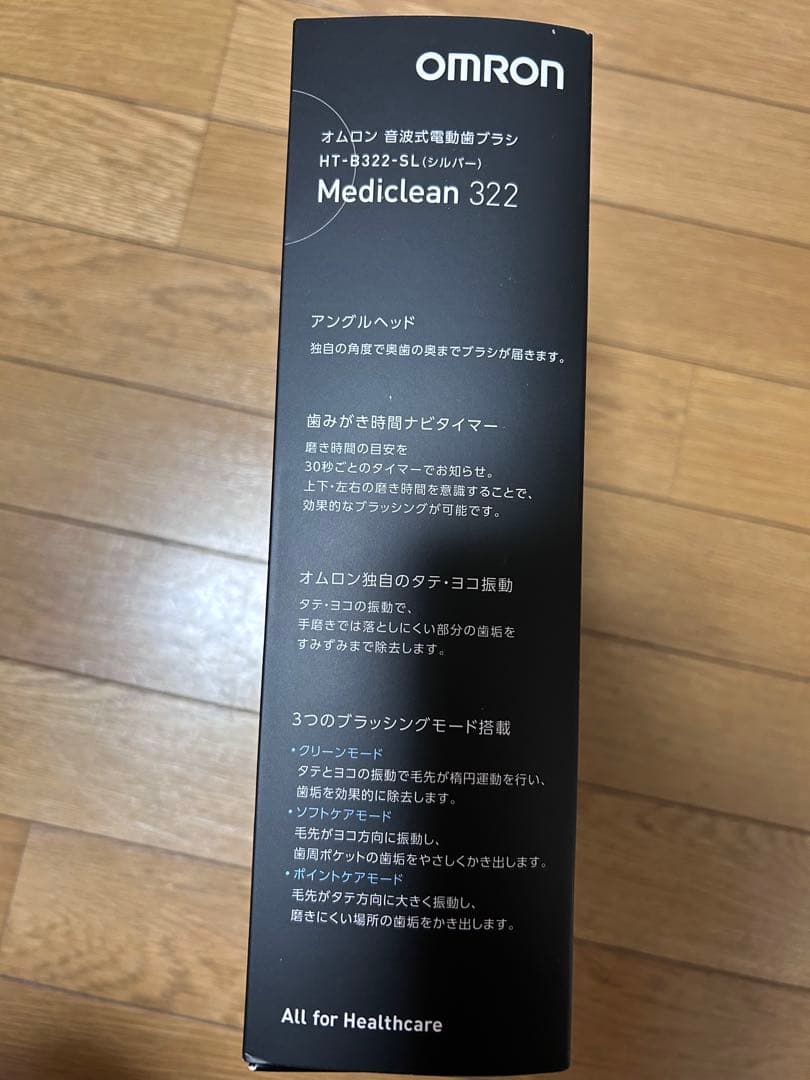 OMRON
オムロン 音波式電動歯ブラシ
HT-B322-SL(シルバー)
Mediclean 322
アングルヘッド
独自の角度で奥歯の奥までブラシが届きます。
歯みがき時間ナビタイマー
磨き時間の目安を
30秒ごとのタイマーでお知らせ。
上下・左右の磨き時間を意識することで、
効果的なブラッシングが可能です。
オムロン独自のタテ・ヨコ振動
タテ・ヨコの振動で、
手磨きでは落としにくい部分の歯垢を
すみずみまで除去します。
3つのブラッシングモード搭載
・クリーンモード
タテとヨコの振動で毛先が楕円運動を行い、
歯垢を効果的に除去します。
・ソフトケアモード
毛先がヨコ方向に振動し、
歯周ポケットの歯垢をやさしくかき出します。
・ポイントケアモード
毛先がタテ方向に大きく振動し、
磨きにくい場所の歯垢をかき出します。
All for Healthcare